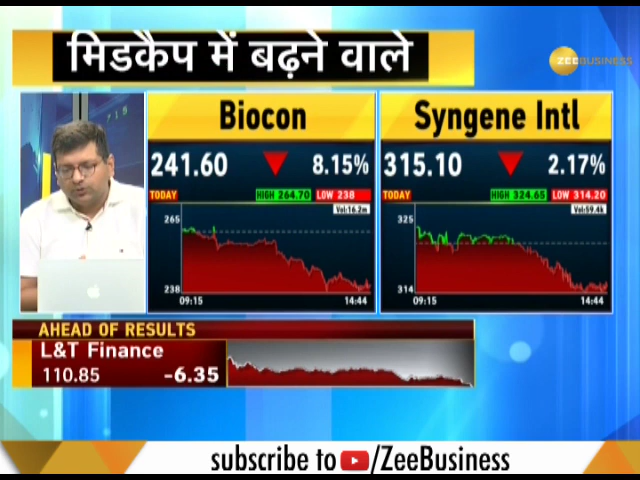 मिडकैप में बढ़ने वाले
ZEEBUSINESS
Biocon
241.60 ▼ 8.15%
TODAY HIGH 264.70 LOW 238
Vol:16.2m
265
238
09:15 14:44
Syngene Intl
315.10 ▼ 2.17%
TODAY HIGH 324.65 LOW 314.20
Vol:59.4k
325
314
09:15 14:44
AHEAD OF RESULTS
L&T Finance
110.85 -6.35
subscribe to /ZeeBusiness